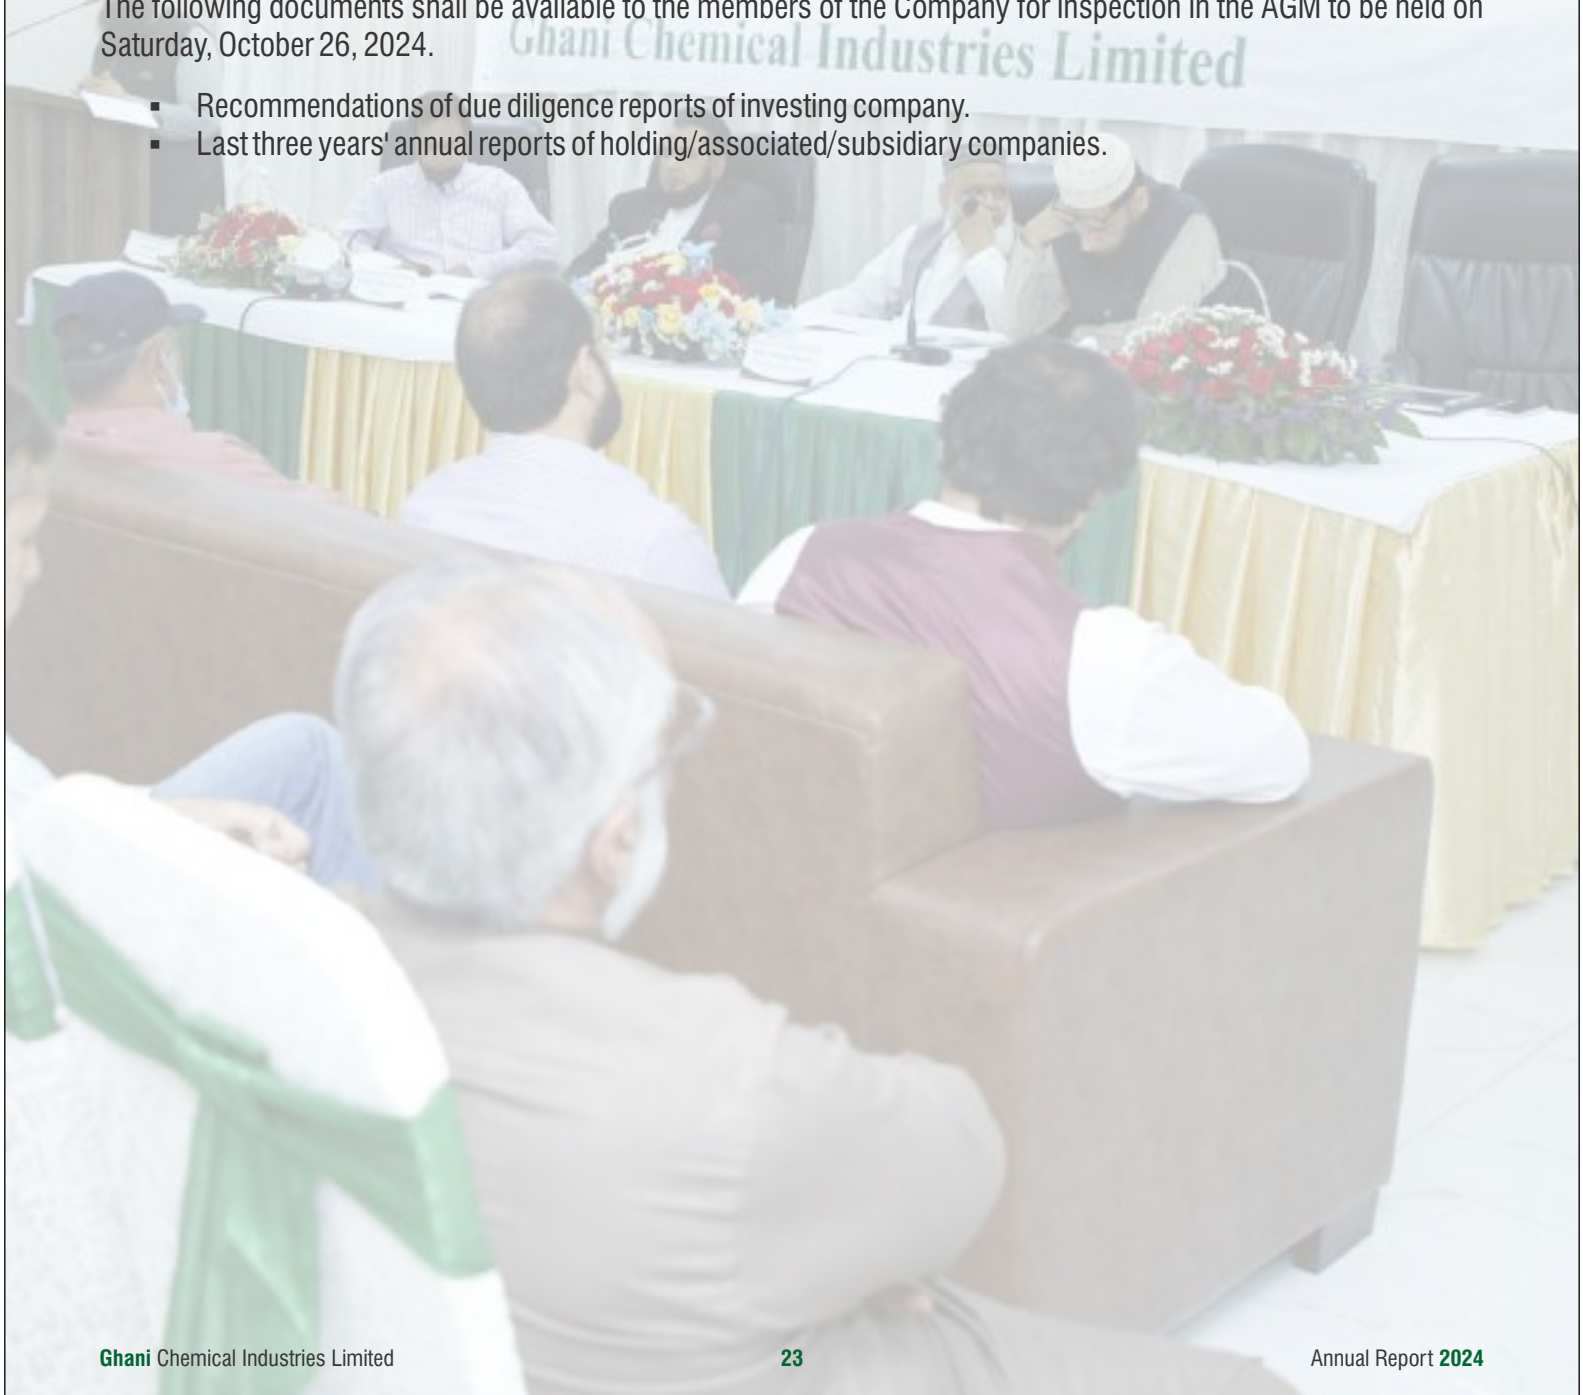 The following documents shall be available to the members of the Company for inspection in the AGM to be held on
Saturday, October 26, 2024.
Ghani Chemical Industries Limited
▪ Recommendations of due diligence reports of investing company.
▪ Last three years' annual reports of holding/associated/subsidiary companies.
Ghani Chemical Industries Limited
23
Annual Report 2024